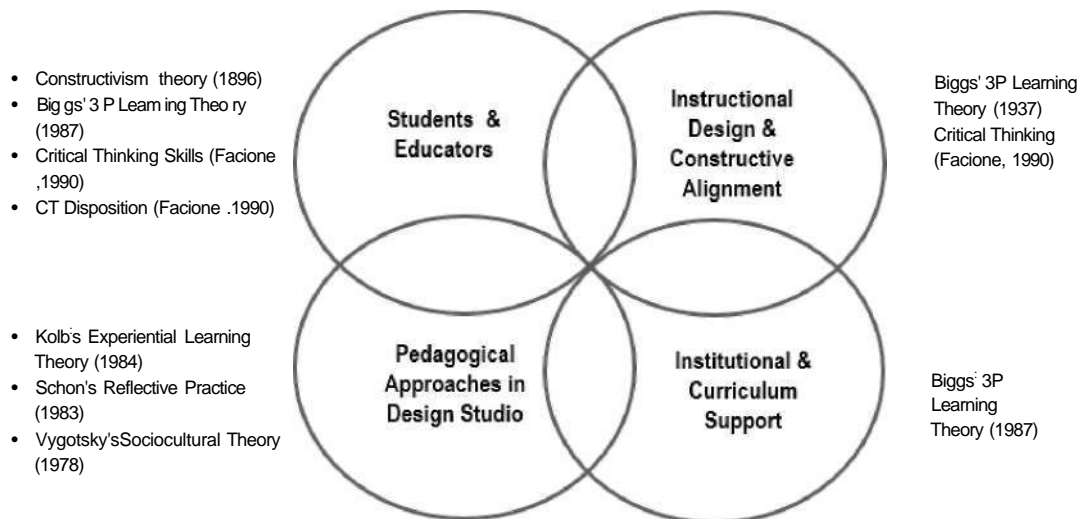 • Constructivism theory (1896)
• Big gs' 3 P Leam ing Theo ry
(1987)
• Critical Thinking Skills (Facione
,1990)
• CT Disposition (Facione .1990)
Students &
Educators
Instructional
Design &
Constructive
Alignment
Biggs' 3P Learning
Theory (1937)
Critical Thinking
(Facione, 1990)
• Kolb's Experiential Learning
Theory (1984)
• Schon's Reflective Practice
(1983)
• Vygotsky'sSociocultural Theory
(1978)
Pedagogical
Approaches in
Design Studio
Institutional &
Curriculum
Support
Biggs' 3P
Learning
Theory (1987)